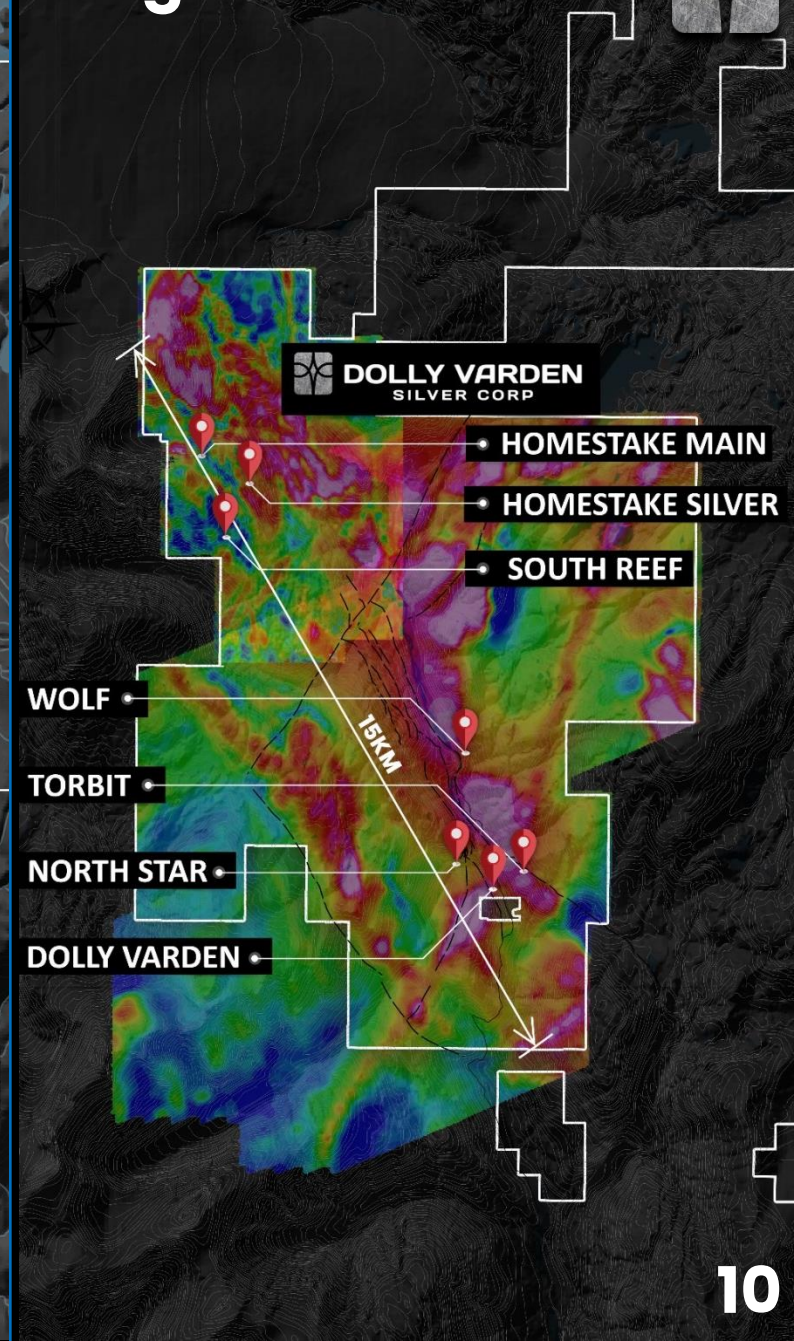 DOLLY VARDEN
SILVER CORP
HOMESTAKE MAIN
HOMESTAKE SILVER
SOUTH REEF
WOLF
15KM
TORBIT
NORTH STAR
DOLLY VARDEN
10